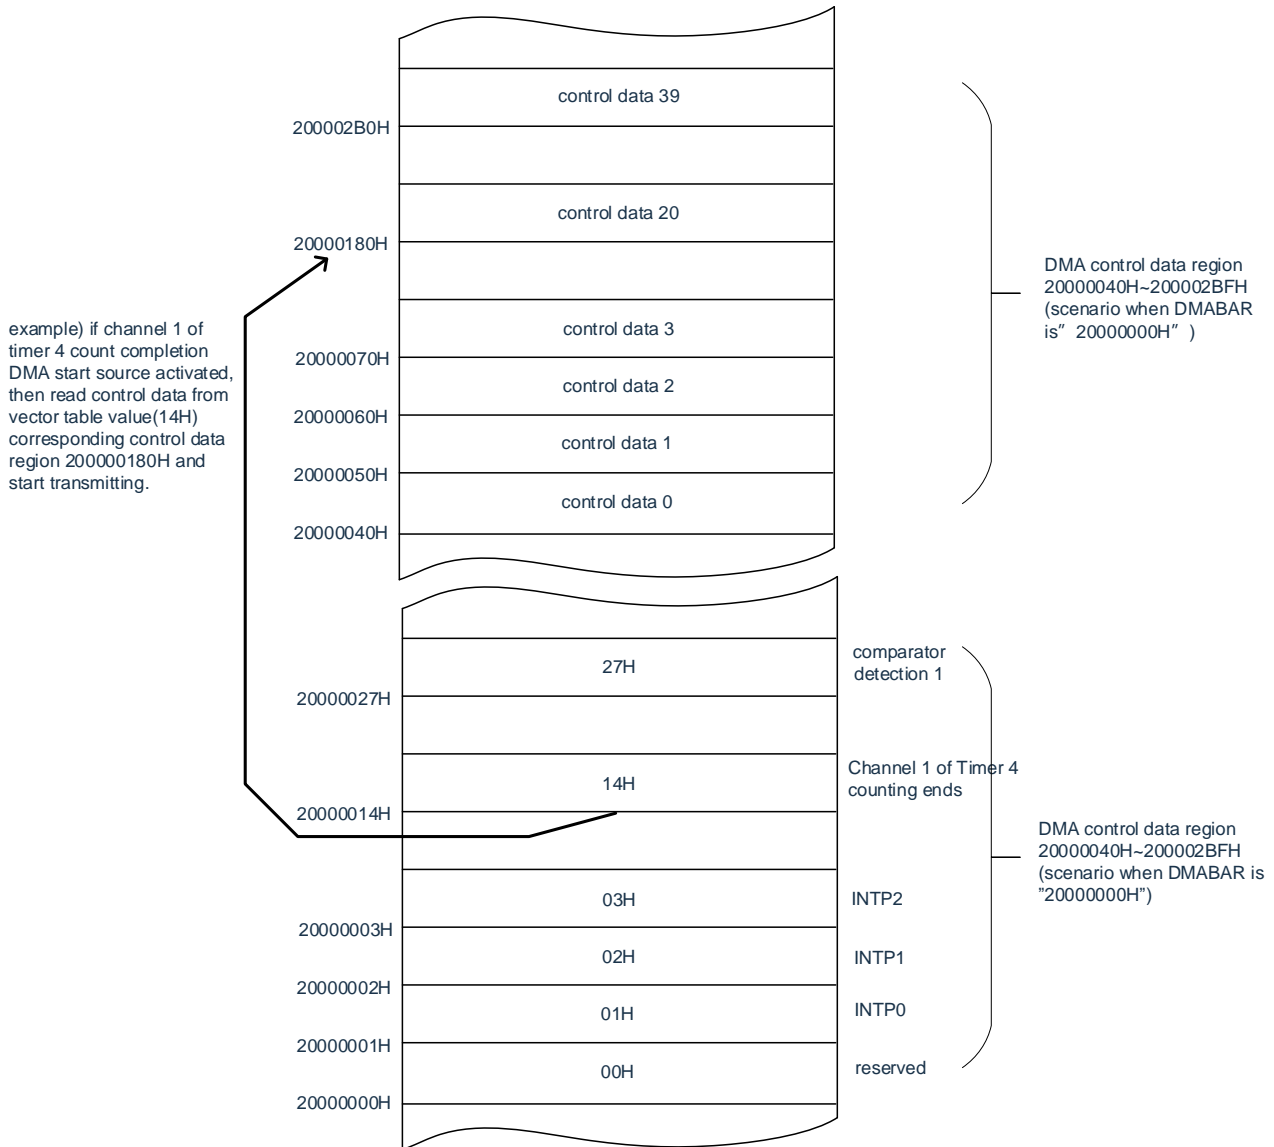 control data 39
200002B0H
control data 20
20000180H
control data 3
20000070H
control data 2
20000060H
control data 1
20000050H
control data 0
20000040H
DMA control data region
20000040H~200002BFH
(scenario when DMABAR
is” 20000000H” )
example) if channel 1 of
timer 4 count completion
DMA start source activated,
then read control data from
vector table value(14H)
corresponding control data
region 200000180H and
start transmitting.
27H
comparator
detection 1
20000027H
14H
Channel 1 of Timer 4
counting ends
20000014H
DMA control data region
20000040H~200002BFH
(scenario when DMABAR is
”20000000H”)
03H
INTP2
20000003H
02H
INTP1
20000002H
01H
INTP0
20000001H
00H
reserved
20000000H